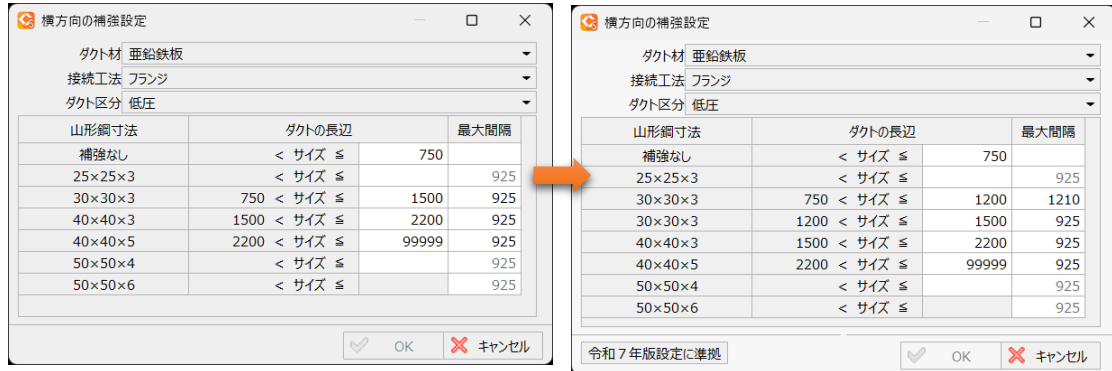 横方向の補強設定
ダクト材 亜鉛鉄板
接続工法 フランジ
ダクト区分 低圧
山形鋼寸法 ダクトの長辺 最大間隔
補強なし < サイズ ≦ 750
25×25×3 < サイズ ≦ 925
30×30×3 750 < サイズ ≦ 1500 925
40×40×3 1500 < サイズ ≦ 2200 925
40×40×5 2200 < サイズ ≦ 99999 925
50×50×4 < サイズ ≦ 925
50×50×6 < サイズ ≦ 925
OK キャンセル
横方向の補強設定
ダクト材 亜鉛鉄板
接続工法 フランジ
ダクト区分 低圧
山形鋼寸法 ダクトの長辺 最大間隔
補強なし < サイズ ≦ 750
25×25×3 < サイズ ≦ 925
30×30×3 750 < サイズ ≦ 1200 1210
30×30×3 1200 < サイズ ≦ 1500 925
40×40×3 1500 < サイズ ≦ 2200 925
40×40×5 2200 < サイズ ≦ 99999 925
50×50×4 < サイズ ≦ 925
50×50×6 < サイズ ≦ 925
令和7年版設定に準拠 OK キャンセル